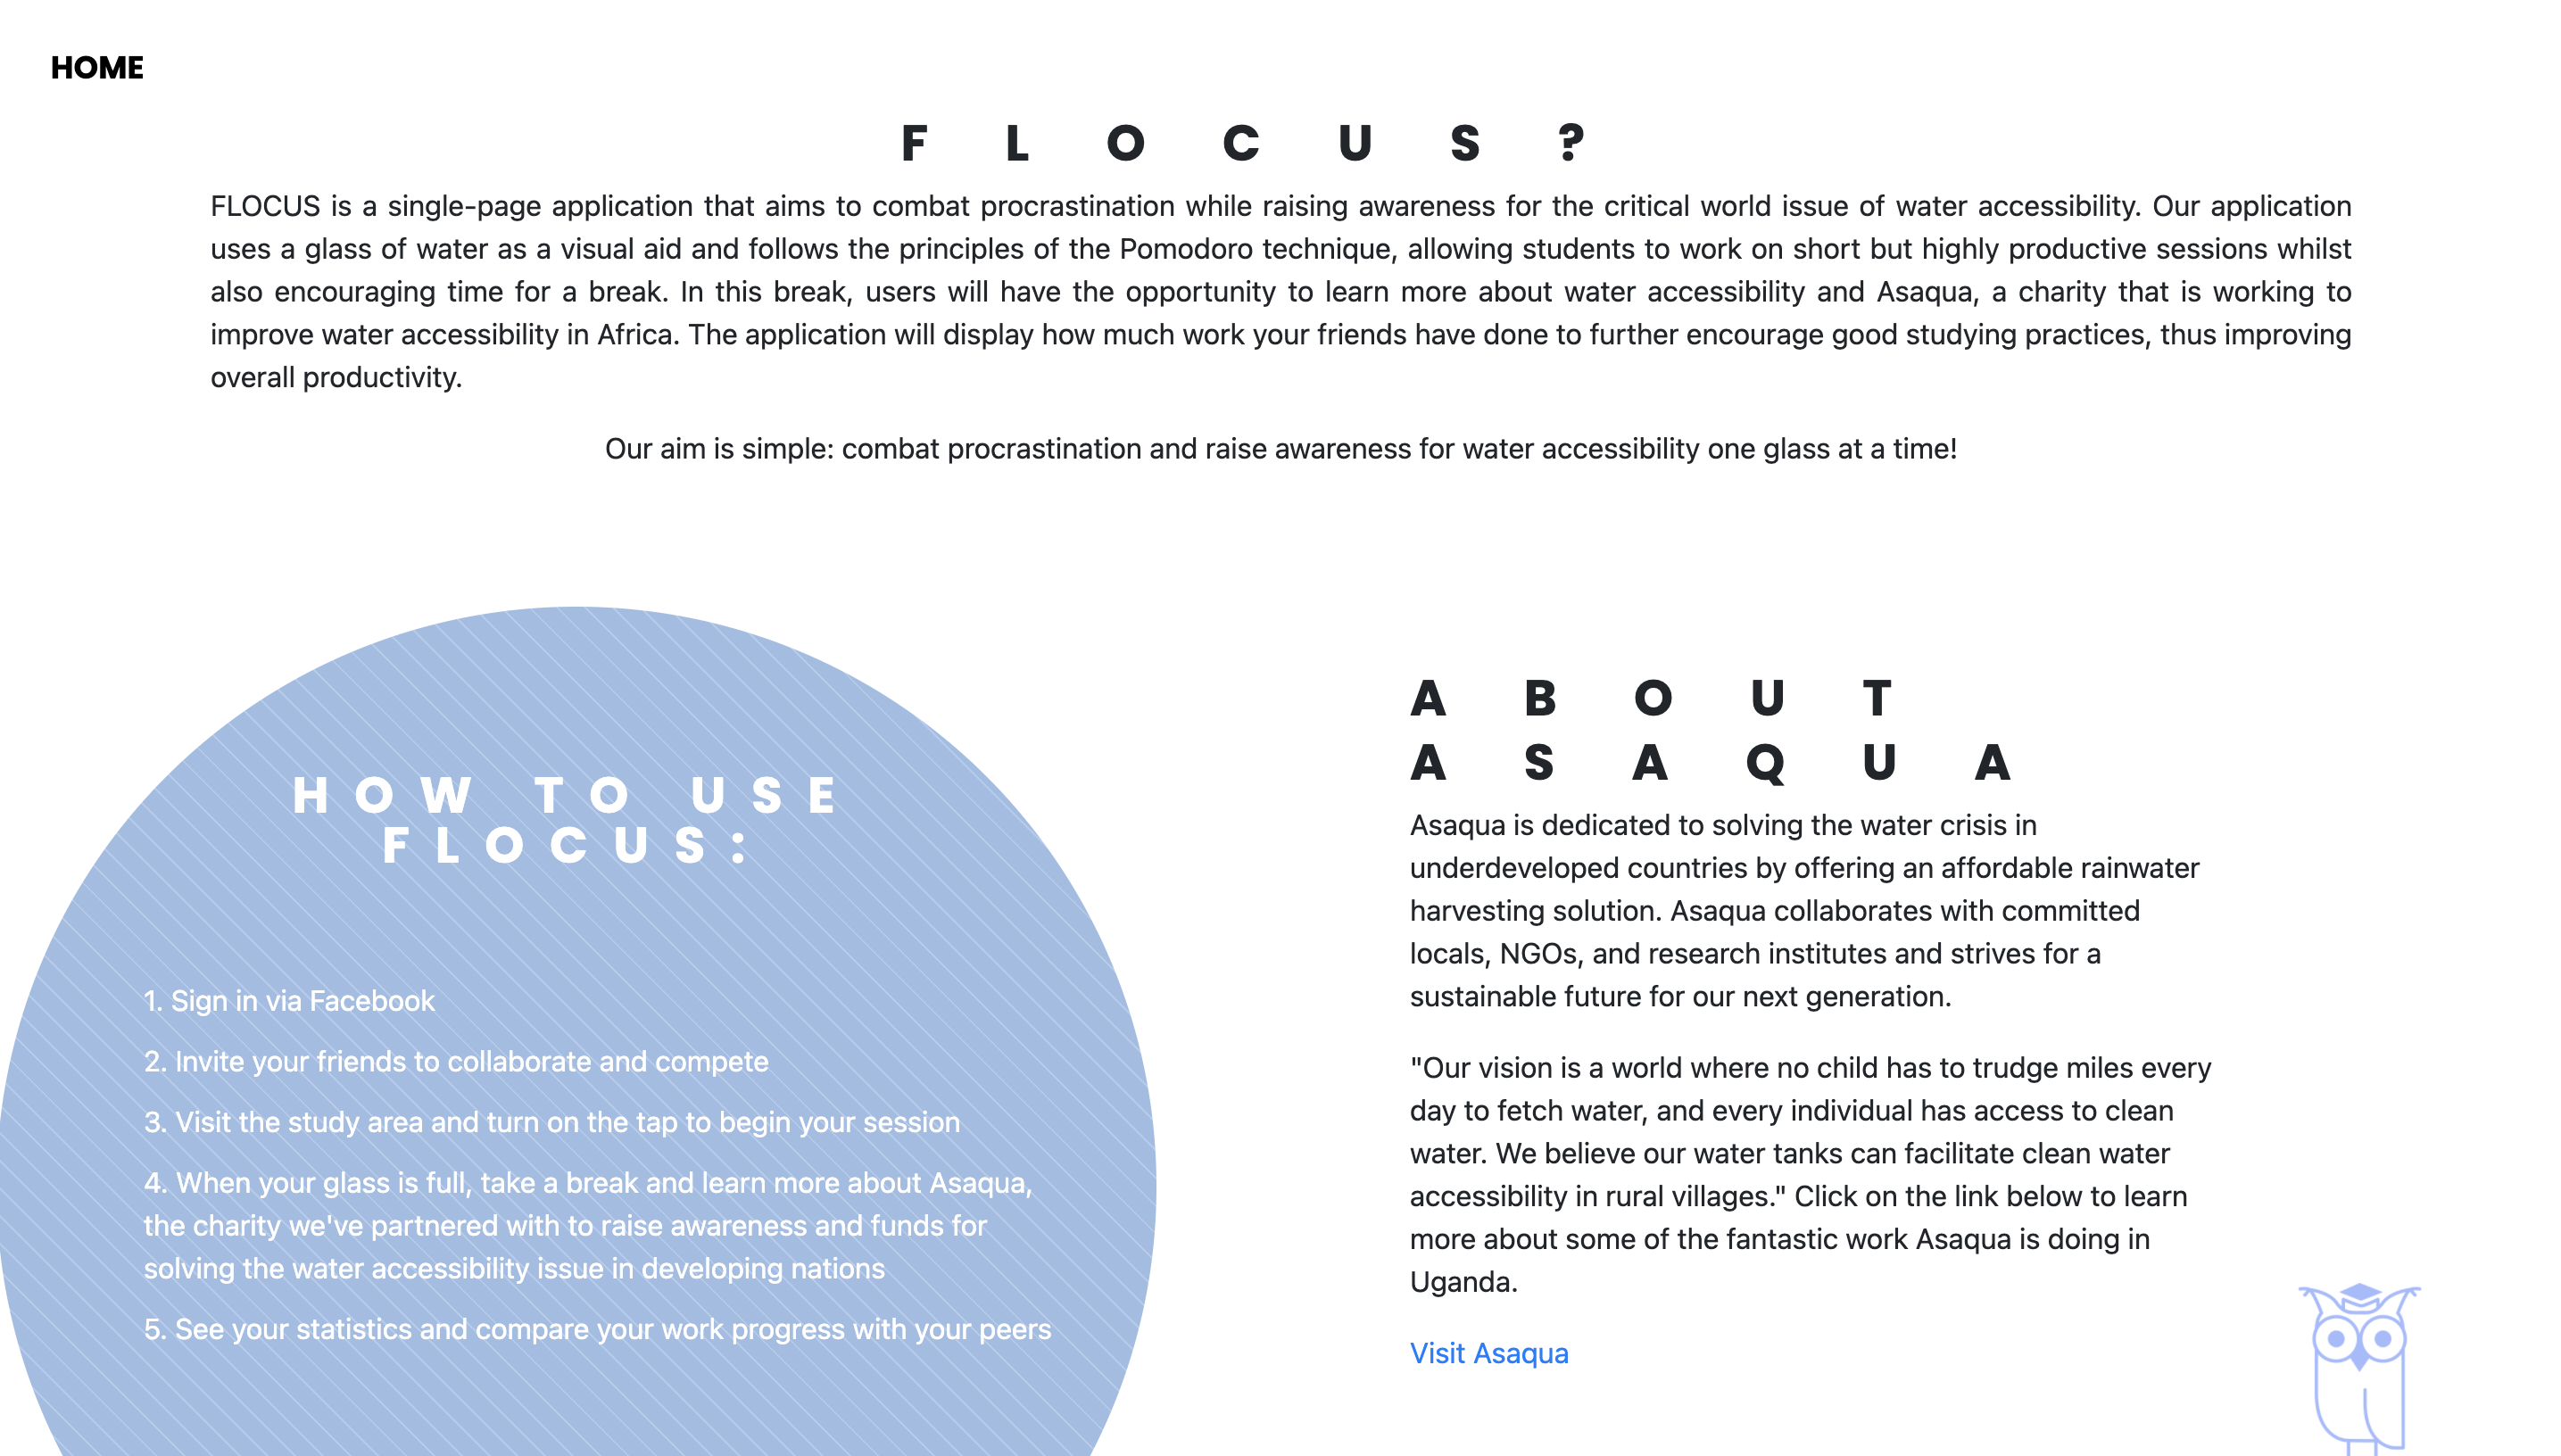 HOME
FLOCUS?
FLOCUS is a single-page application that aims to combat procrastination while raising awareness for the critical world issue of water accessibility. Our application
uses a glass of water as a visual aid and follows the principles of the Pomodoro technique, allowing students to work on short but highly productive sessions whilst
also encouraging time for a break. In this break, users will have the opportunity to learn more about water accessibility and Asaqua, a charity that is working to
improve water accessibility in Africa. The application will display how much work your friends have done to further encourage good studying practices, thus improving
overall productivity.
Our aim is simple: combat procrastination and raise awareness for water accessibility one glass at a time!
HOW TO USE
FLOCUS:
1. Sign in via Facebook
2. Invite your friends to collaborate and compete
3. Visit the study area and turn on the tap to begin your session
4. When your glass is full, take a break and learn more about Asaqua,
the charity we've partnered with to raise awareness and funds for
solving the water accessibility issue in developing nations
5. See your statistics and compare your work progress with your peers
ABOUT
ASAQUA
Asaqua is dedicated to solving the water crisis in
underdeveloped countries by offering an affordable rainwater
harvesting solution. Asaqua collaborates with committed
locals, NGOs, and research institutes and strives for a
sustainable future for our next generation.
"Our vision is a world where no child has to trudge miles every
day to fetch water, and every individual has access to clean
water. We believe our water tanks can facilitate clean water
accessibility in rural villages." Click on the link below to learn
more about some of the fantastic work Asaqua is doing in
Uganda.
Visit Asaqua